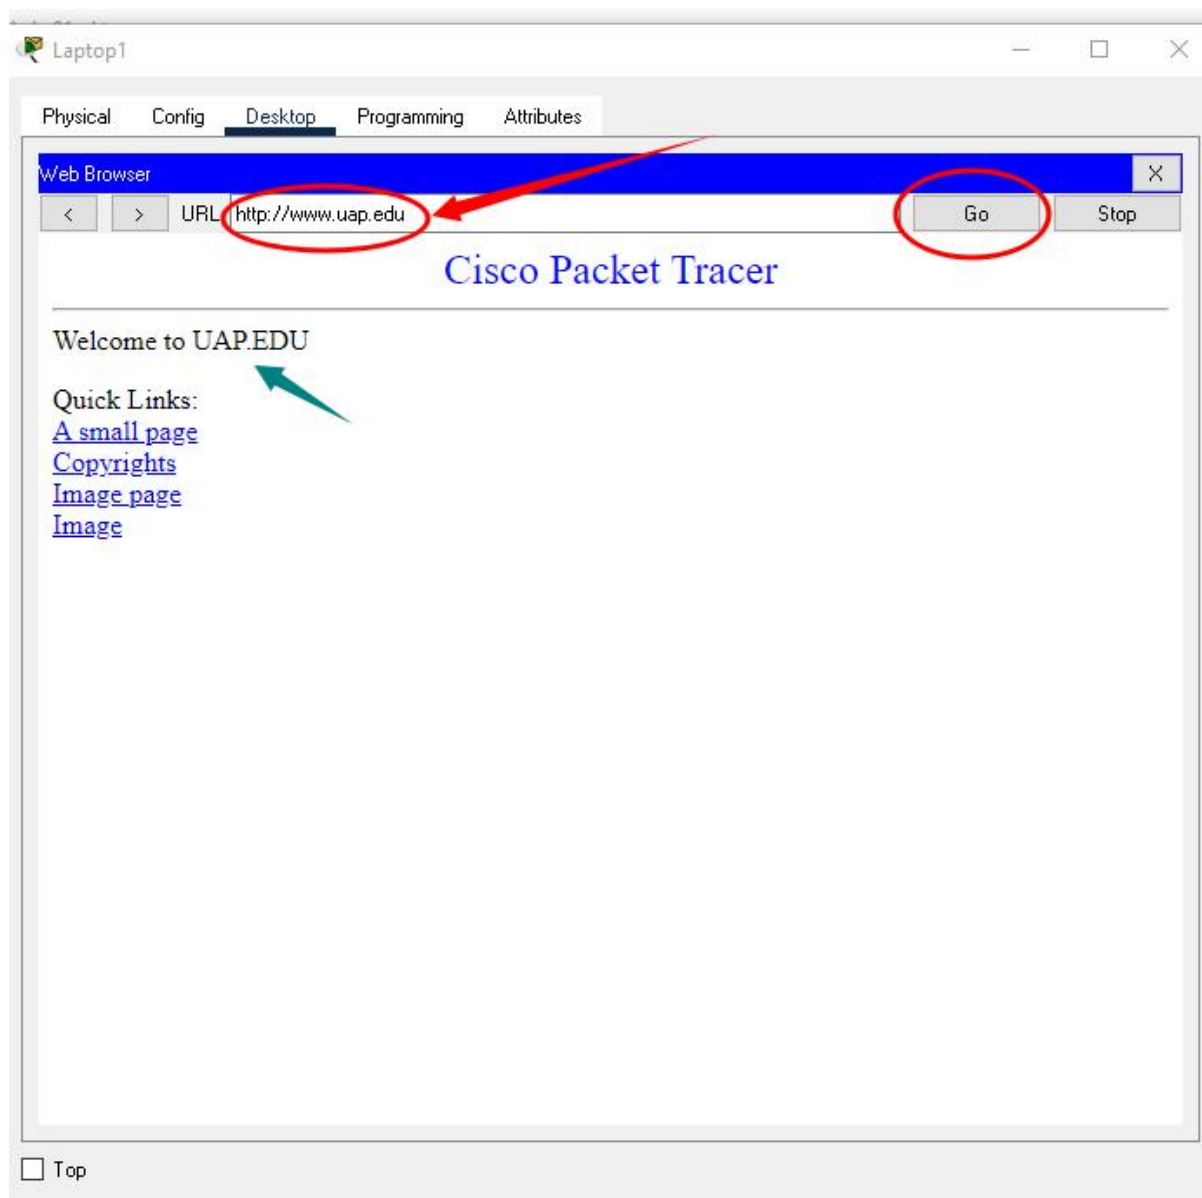 Laptop1
Physical Config Desktop Programming Attributes
Web Browser X
< > URL http://www.uap.edu Go Stop
Cisco Packet Tracer
Welcome to UAP.EDU
Quick Links:
A small page
Copyrights
Image page
Image
Top